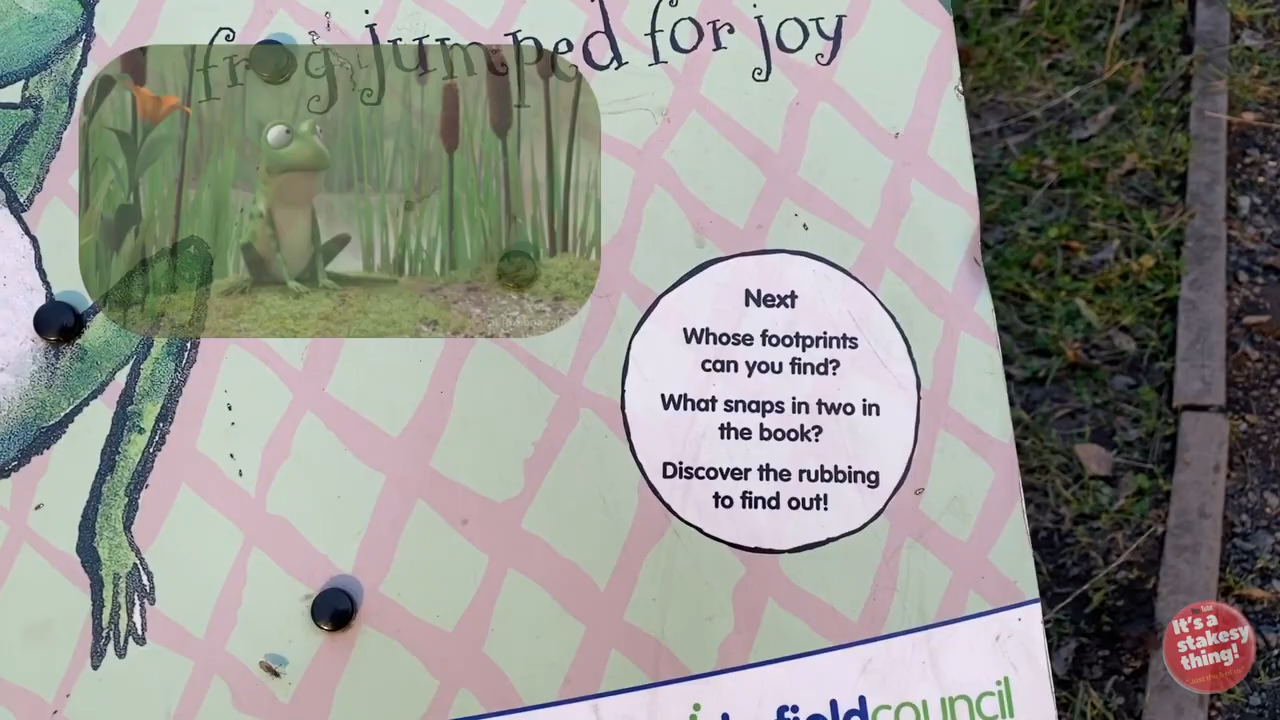 frog jumped for joy
Next
Whose footprints
can you find?
What snaps in two in
the book?
Discover the rubbing
to find out!
council
It's a
stakesy
thing!